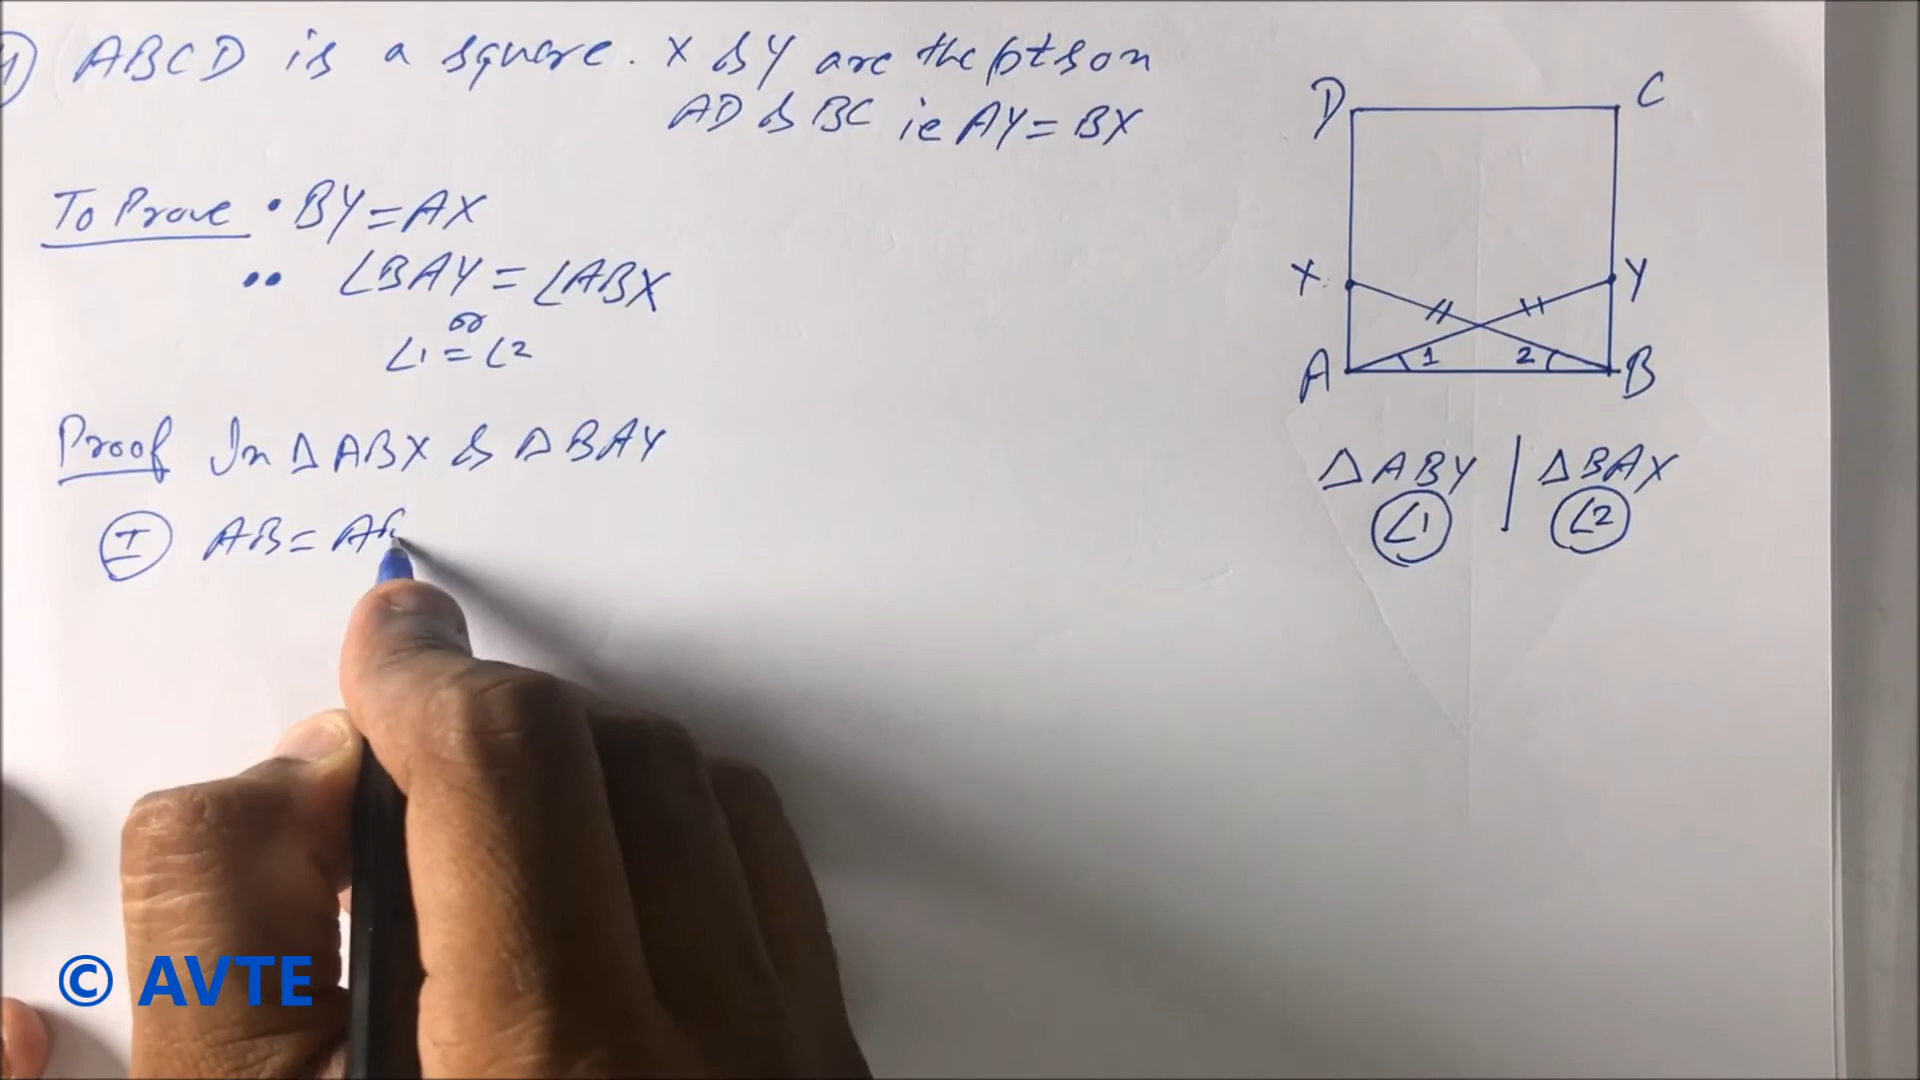 ABCD is a square. X & Y are the pts on
AD & BC ie AY = BX
To Prove • BY = AX
•• ∠BAY = ∠ABX
or
∠1 = ∠2
Proof In Δ ABX & Δ BAY
I AB = AB
D C
X Y
1 2
A B
Δ ABY | Δ BAX
∠1 ∠2
© AVTE